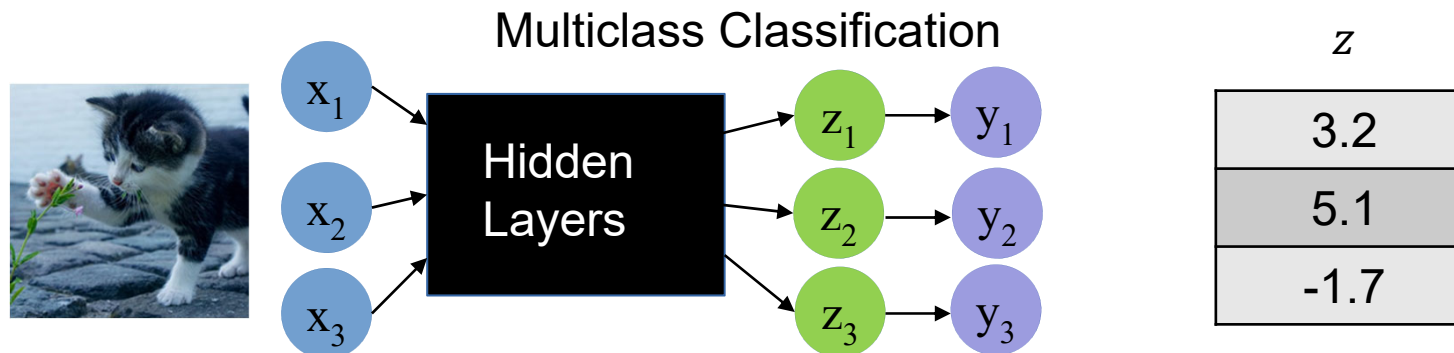 Multiclass Classification
x₁
x₂
x₃
Hidden
Layers
z₁
z₂
z₃
y₁
y₂
y₃
z
3.2
5.1
-1.7